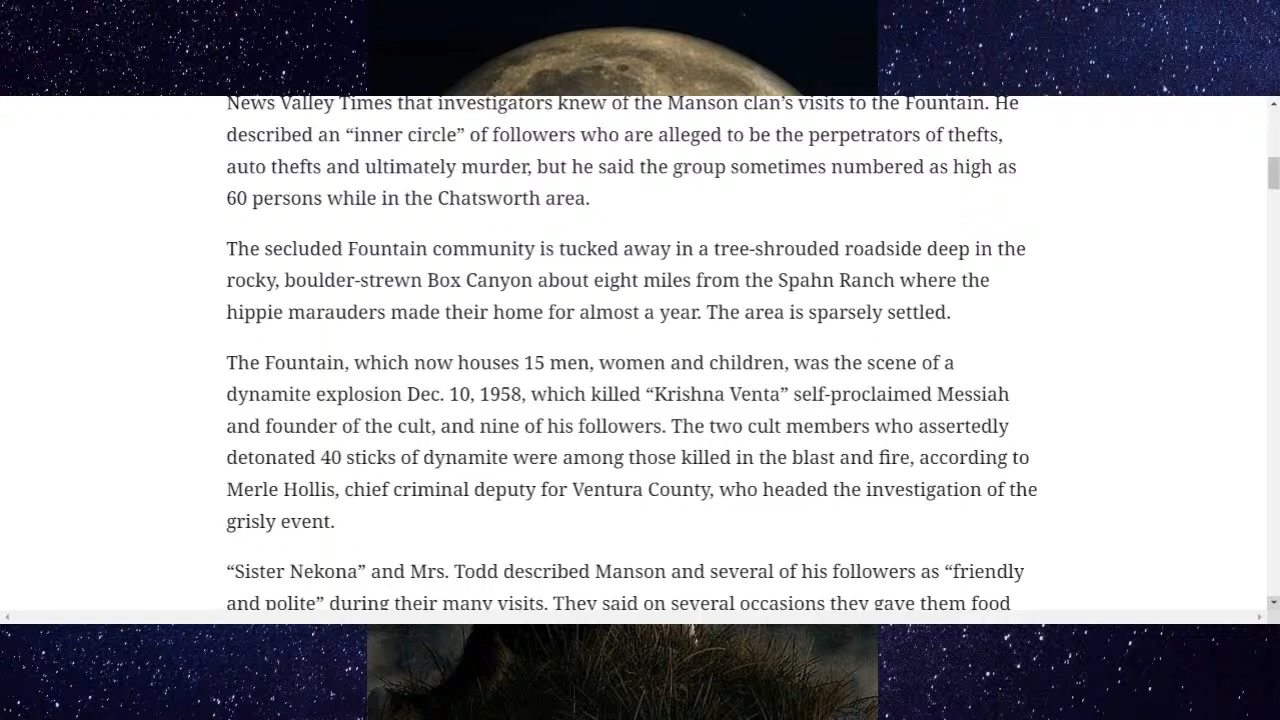 News Valley Times that investigators knew of the Manson clan’s visits to the Fountain. He
described an “inner circle” of followers who are alleged to be the perpetrators of thefts,
auto thefts and ultimately murder, but he said the group sometimes numbered as high as
60 persons while in the Chatsworth area.
The secluded Fountain community is tucked away in a tree-shrouded roadside deep in the
rocky, boulder-strewn Box Canyon about eight miles from the Spahn Ranch where the
hippie marauders made their home for almost a year. The area is sparsely settled.
The Fountain, which now houses 15 men, women and children, was the scene of a
dynamite explosion Dec. 10, 1958, which killed “Krishna Venta” self-proclaimed Messiah
and founder of the cult, and nine of his followers. The two cult members who assertedly
detonated 40 sticks of dynamite were among those killed in the blast and fire, according to
Merle Hollis, chief criminal deputy for Ventura County, who headed the investigation of the
grisly event.
“Sister Nekona” and Mrs. Todd described Manson and several of his followers as “friendly
and polite” during their many visits. They said on several occasions they gave them food